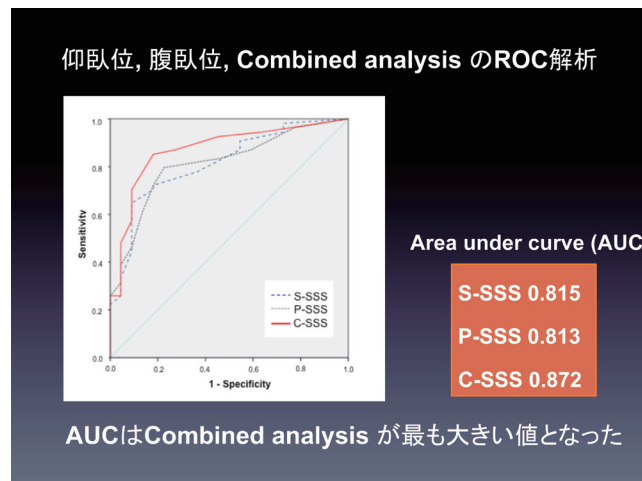 仰臥位, 腹臥位, Combined analysis のROC解析
1.0
0.8
0.6
0.4
0.2
0.0
Sensitivity
S-SSS
P-SSS
C-SSS
0.0 0.2 0.4 0.6 0.8 1.0
1 - Specificity
Area under curve (AUC
S-SSS 0.815
P-SSS 0.813
C-SSS 0.872
AUCはCombined analysis が最も大きい値となった